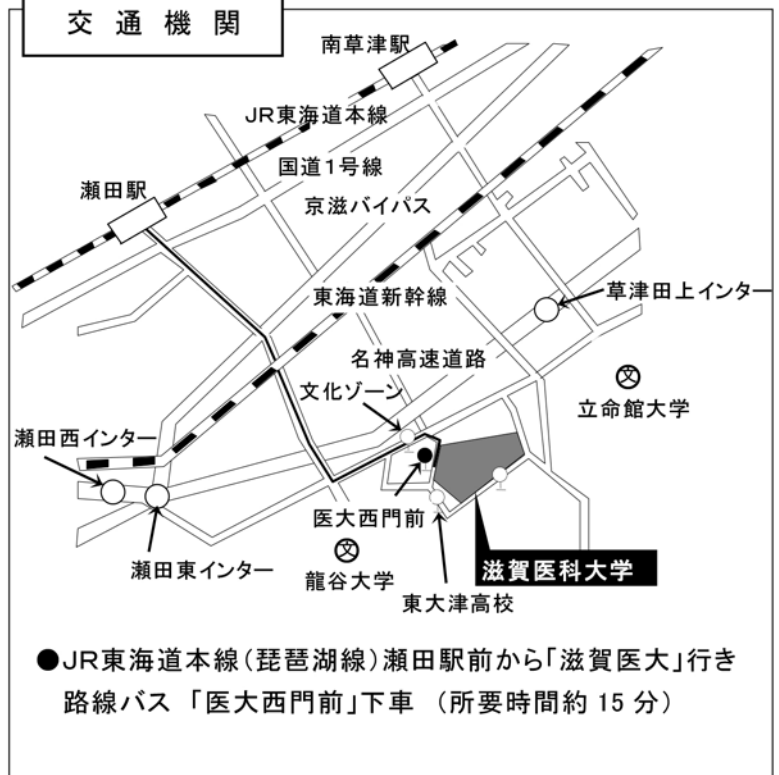 交通機関
南草津駅
JR東海道本線
国道1号線
瀬田駅
京滋バイパス
東海道新幹線
草津田上インター
名神高速道路
文化ゾーン
文
立命館大学
瀬田西インター
医大西門前
文
瀬田東インター
龍谷大学
滋賀医科大学
東大津高校
●JR東海道本線(琵琶湖線)瀬田駅前から「滋賀医大」行き
路線バス 「医大西門前」下車 (所要時間約 15 分)